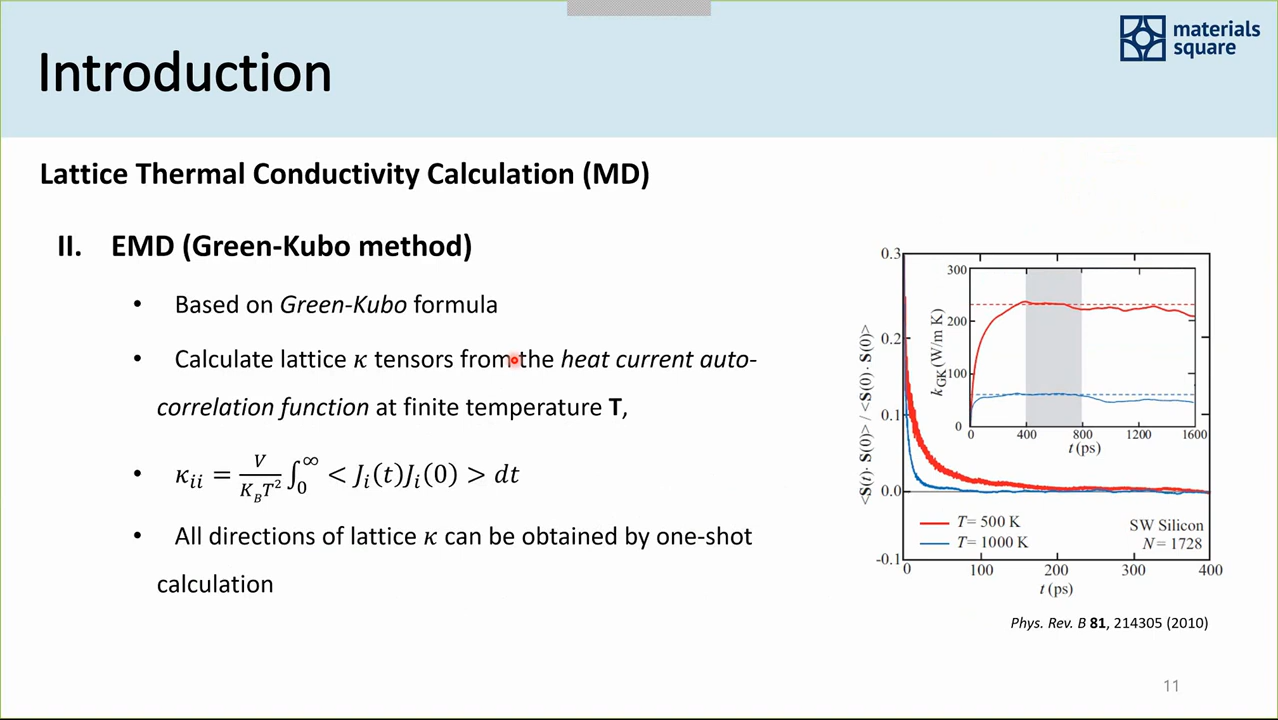 materials
square
Introduction
Lattice Thermal Conductivity Calculation (MD)
II. EMD (Green-Kubo method)
• Based on Green-Kubo formula
• Calculate lattice κ tensors from the heat current auto-
correlation function at finite temperature T,
• κᵢᵢ = V/(K_B T²) ∫₀^∞ < Jᵢ(t)Jᵢ(0) > dt
• All directions of lattice κ can be obtained by one-shot
calculation
<S(t)· S(0)> / <S(0) · S(0)>
0.3
0.2
0.1
0.0
-0.1
0 100 200 300 400
t (ps)
k_GK (W/m K)
300
200
100
0
0 400 800 1200 1600
t (ps)
T= 500 K
T= 1000 K
SW Silicon
N= 1728
Phys. Rev. B 81, 214305 (2010)
11